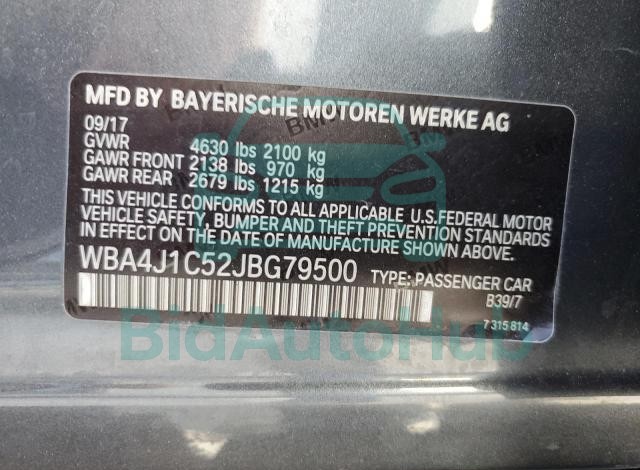 MFD BY BAYERISCHE MOTOREN WERKE AG
09/17
GVWR 4630 lbs 2100 kg
GAWR FRONT 2138 lbs 970 kg
GAWR REAR 2679 lbs 1215 kg
THIS VEHICLE CONFORMS TO ALL APPLICABLE U.S.FEDERAL MOTOR
VEHICLE SAFETY, BUMPER AND THEFT PREVENTION STANDARDS
IN EFFECT ON THE DATE OF MANUFACTURE SHOWN ABOVE.
WBA4J1C52JBG79500 TYPE: PASSENGER CAR
B39/7
7 315 814
BidAutoHub